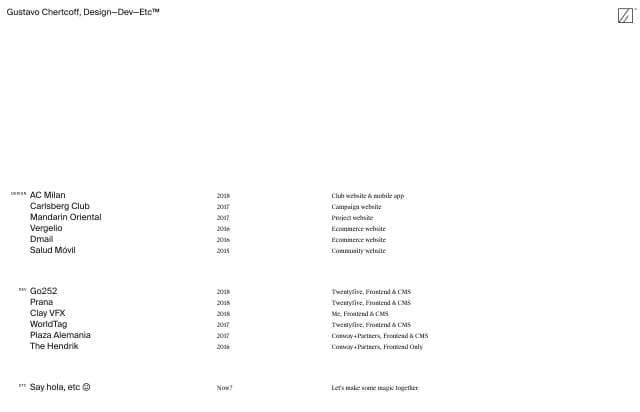 Gustavo Chertcoff, Design—Dev—Etc™
DESIGN AC Milan 2018 Club website & mobile app
Carlsberg Club 2017 Campaign website
Mandarin Oriental 2017 Project website
Vergelio 2016 Ecommerce website
Dmail 2016 Ecommerce website
Salud Móvil 2015 Community website
DEV Go252 2018 Twentyfive, Frontend & CMS
Prana 2018 Twentyfive, Frontend & CMS
Clay VFX 2018 Me, Frontend & CMS
WorldTag 2017 Twentyfive, Frontend & CMS
Plaza Alemania 2017 Conway+Partners, Frontend & CMS
The Hendrik 2016 Conway+Partners, Frontend Only
ETC Say hola, etc ☺ Now? Let's make some magic together